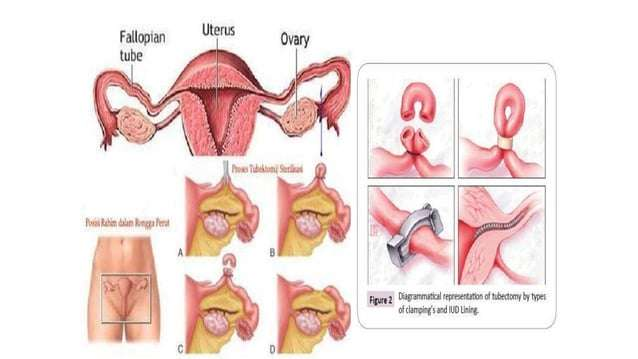 Fallopian
tube
Uterus
Ovary
Proses Tubektomi/ Sterilisasi
Posisi Rahim dalam Rongga Perut
A
B
C
D
Figure 2
Diagrammatical representation of tubectomy by types
of clamping's and IUD Lining.